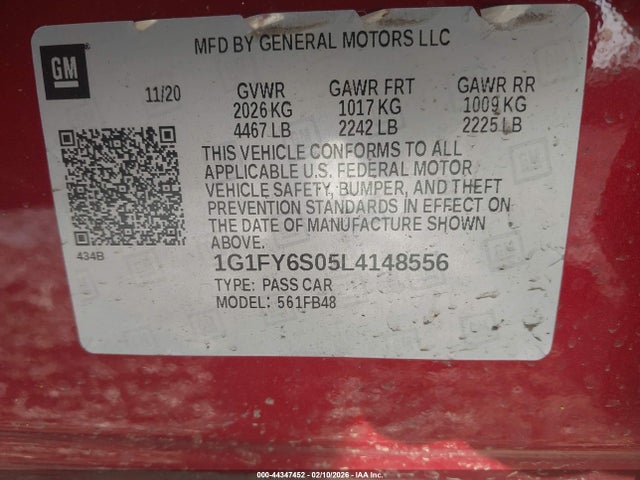 GM
MFD BY GENERAL MOTORS LLC
11/20 GVWR GAWR FRT GAWR RR
2026 KG 1017 KG 1009 KG
4467 LB 2242 LB 2225 LB
THIS VEHICLE CONFORMS TO ALL
APPLICABLE U.S. FEDERAL MOTOR
VEHICLE SAFETY, BUMPER, AND THEFT
PREVENTION STANDARDS IN EFFECT ON
THE DATE OF MANUFACTURE SHOWN
ABOVE.
434B
1G1FY6S05L4148556
TYPE: PASS CAR
MODEL: 561FB48
000-44347452 - 02/10/2026 - IAAI.COM